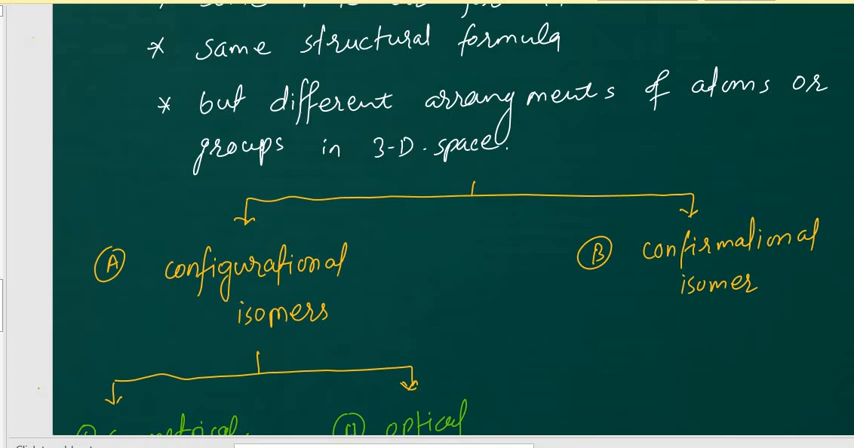 * same structural formula
* but different arrangments of atoms or
groups in 3-D. space.
A configurational
isomers
B confirmational
isomer
optical